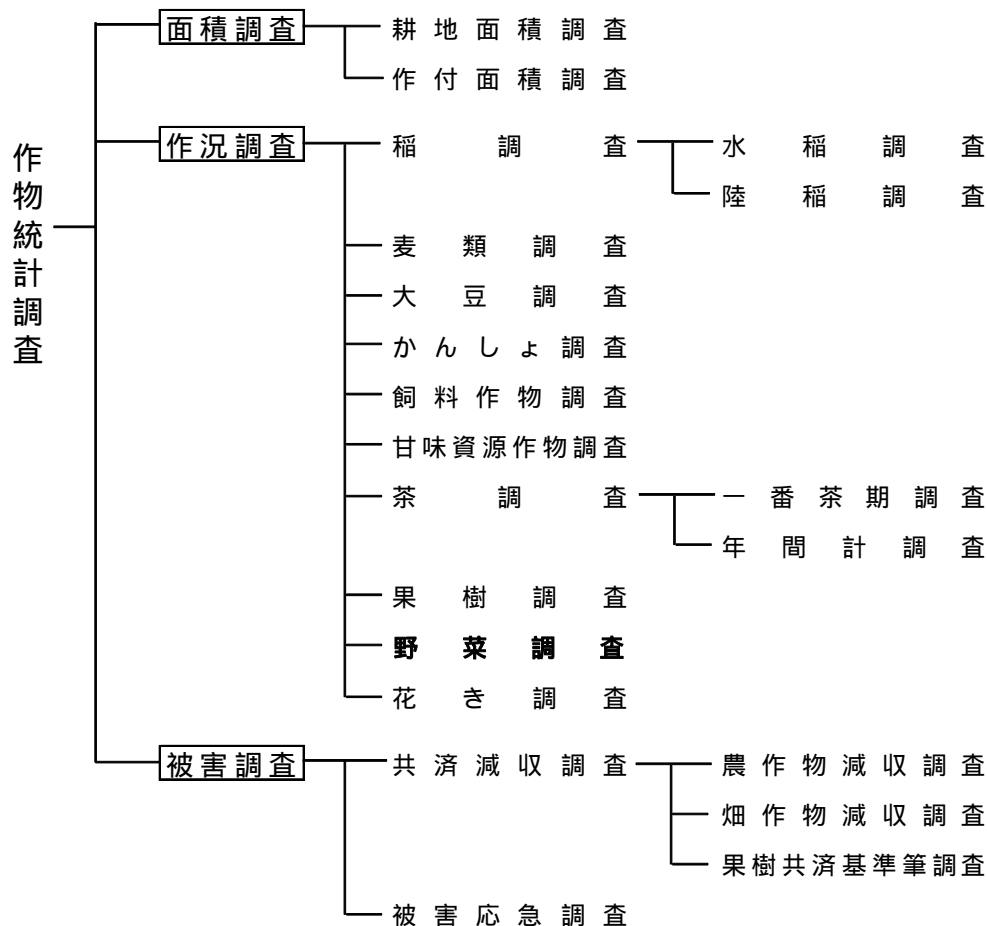 作物統計調査
面積調査
耕地面積調査
作付面積調査
作況調査
稲調査
水稲調査
陸稲調査
麦類調査
大豆調査
かんしょ調査
飼料作物調査
甘味資源作物調査
茶調査
一番茶期調査
年間計調査
果樹調査
野菜調査
花き調査
被害調査
共済減収調査
農作物減収調査
畑作物減収調査
果樹共済基準筆調査
被害応急調査